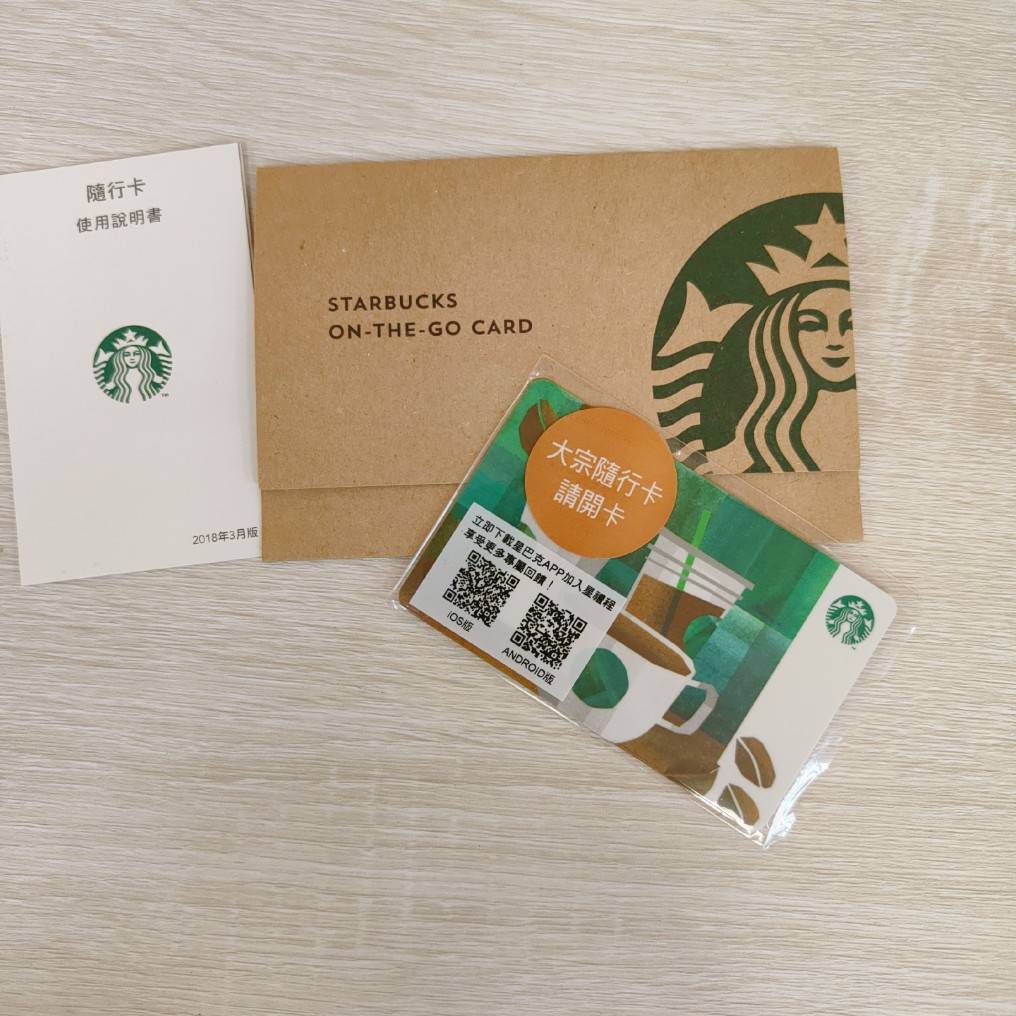 隨行卡
使用說明書
TM
2018年3月版
STARBUCKS
ON-THE-GO CARD
大宗隨行卡
請開卡
立即下載星巴克APP加入星禮程
享受更多專屬回饋！
iOS版
ANDROID版